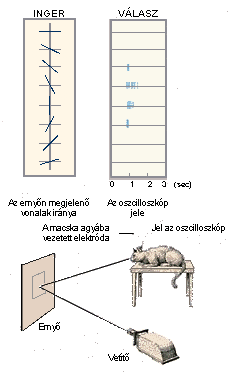 INGER
VÁLASZ
0 1 2 3 (sec)
Az ernyőn megjelenő
vonalak iránya
Az oszcilloszkóp
jele
A macska agyába
vezetett elektróda
Jel az oszcilloszkóp
Ernyő
Vetítő